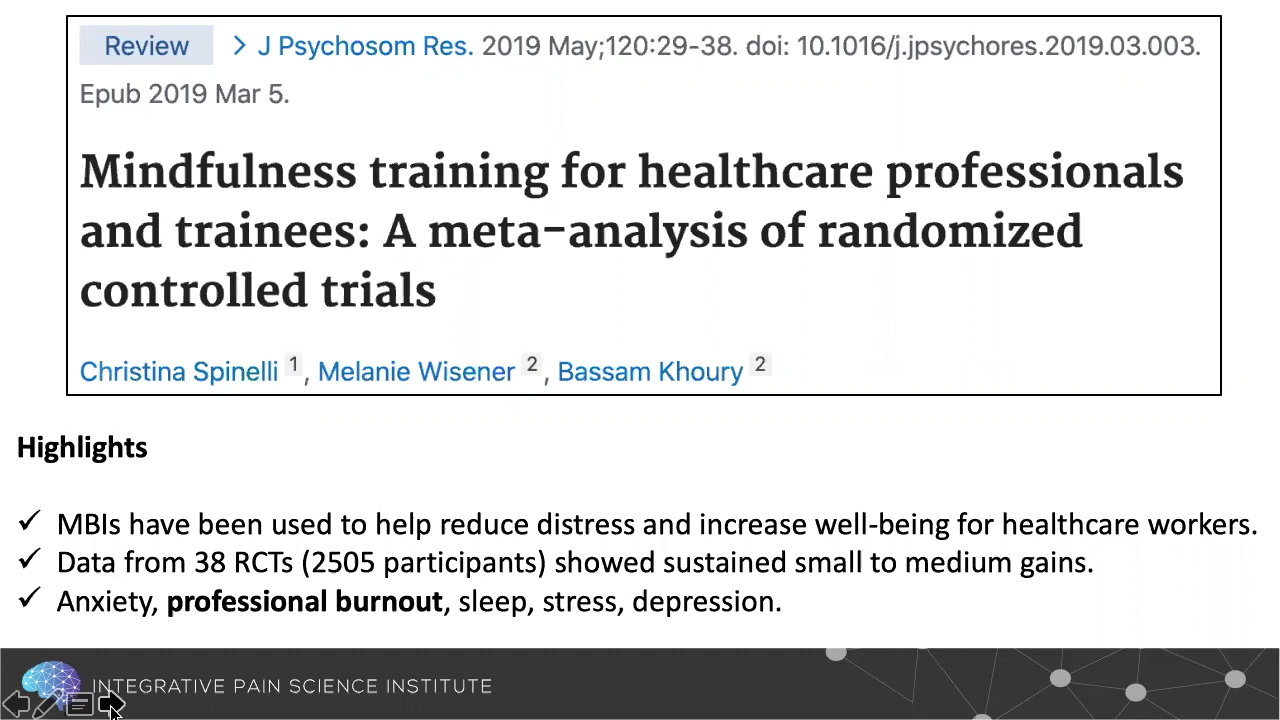 Review > J Psychosom Res. 2019 May;120:29-38. doi: 10.1016/j.jpsychores.2019.03.003.
Epub 2019 Mar 5.
Mindfulness training for healthcare professionals
and trainees: A meta-analysis of randomized
controlled trials
Christina Spinelli 1, Melanie Wisener 2, Bassam Khoury 2
Highlights
✓ MBIs have been used to help reduce distress and increase well-being for healthcare workers.
✓ Data from 38 RCTs (2505 participants) showed sustained small to medium gains.
✓ Anxiety, professional burnout, sleep, stress, depression.
INTEGRATIVE PAIN SCIENCE INSTITUTE